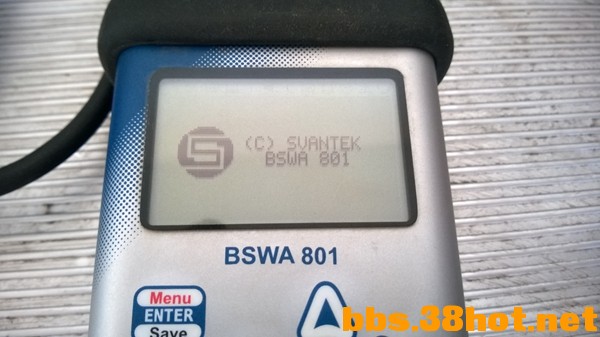 (C) SVANTEK
BSWA 801
BSWA 801
Menu
ENTER
Save
bbs.38hot.net